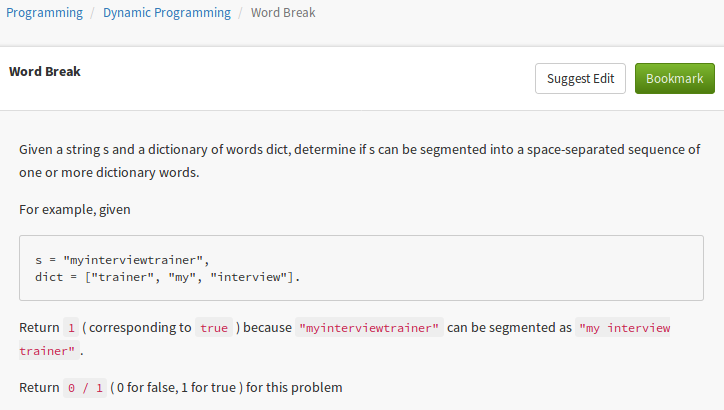 Programming / Dynamic Programming / Word Break
Word Break
Suggest Edit
Bookmark
Given a string s and a dictionary of words dict, determine if s can be segmented into a space-separated sequence of
one or more dictionary words.
For example, given
s = "myinterviewtrainer",
dict = ["trainer", "my", "interview"].
Return 1 ( corresponding to true ) because "myinterviewtrainer" can be segmented as "my interview
trainer" .
Return 0 / 1 ( 0 for false, 1 for true ) for this problem